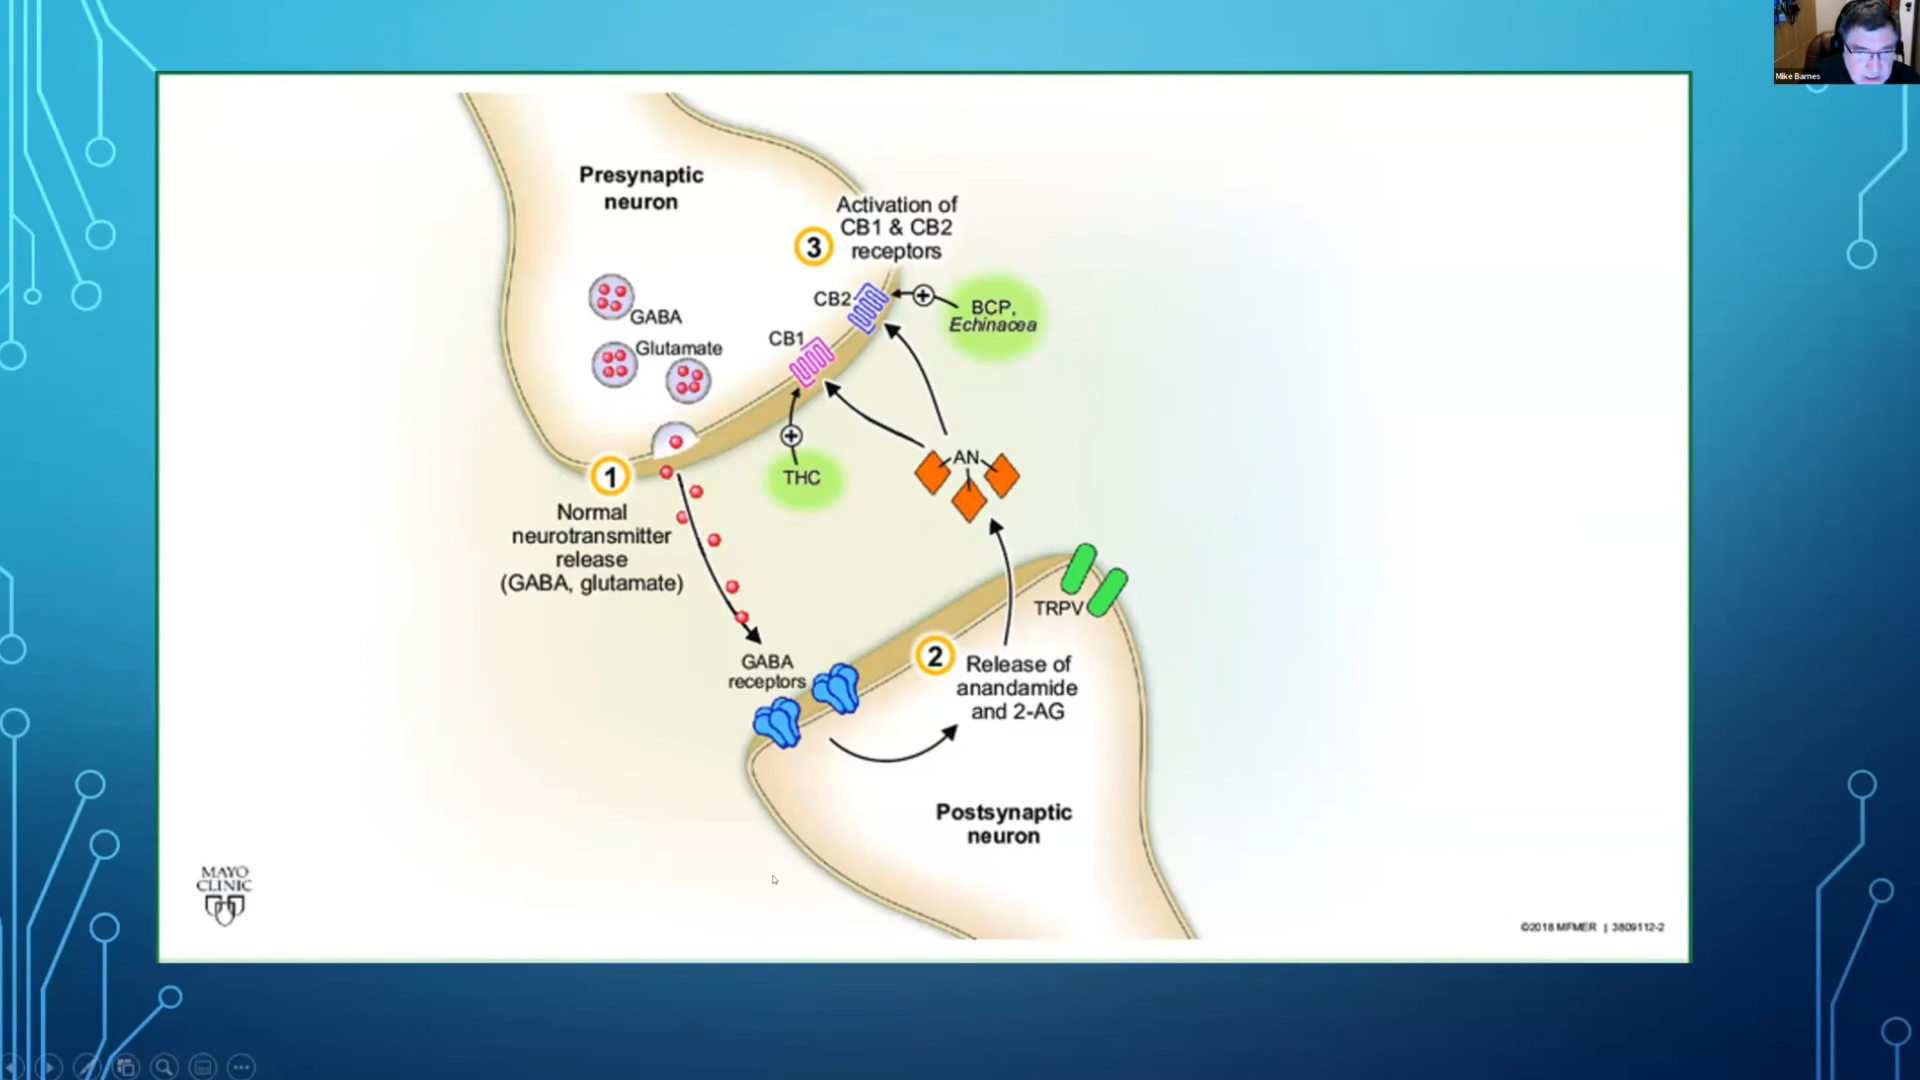 Mike Barnes
Presynaptic
neuron
3
Activation of
CB1 & CB2
receptors
GABA
Glutamate
CB2
CB1
BCP,
Echinacea
THC
AN
1
Normal
neurotransmitter
release
(GABA, glutamate)
GABA
receptors
TRPV
2
Release of
anandamide
and 2-AG
Postsynaptic
neuron
MAYO
CLINIC
©2018 MFMER | 3809112-2